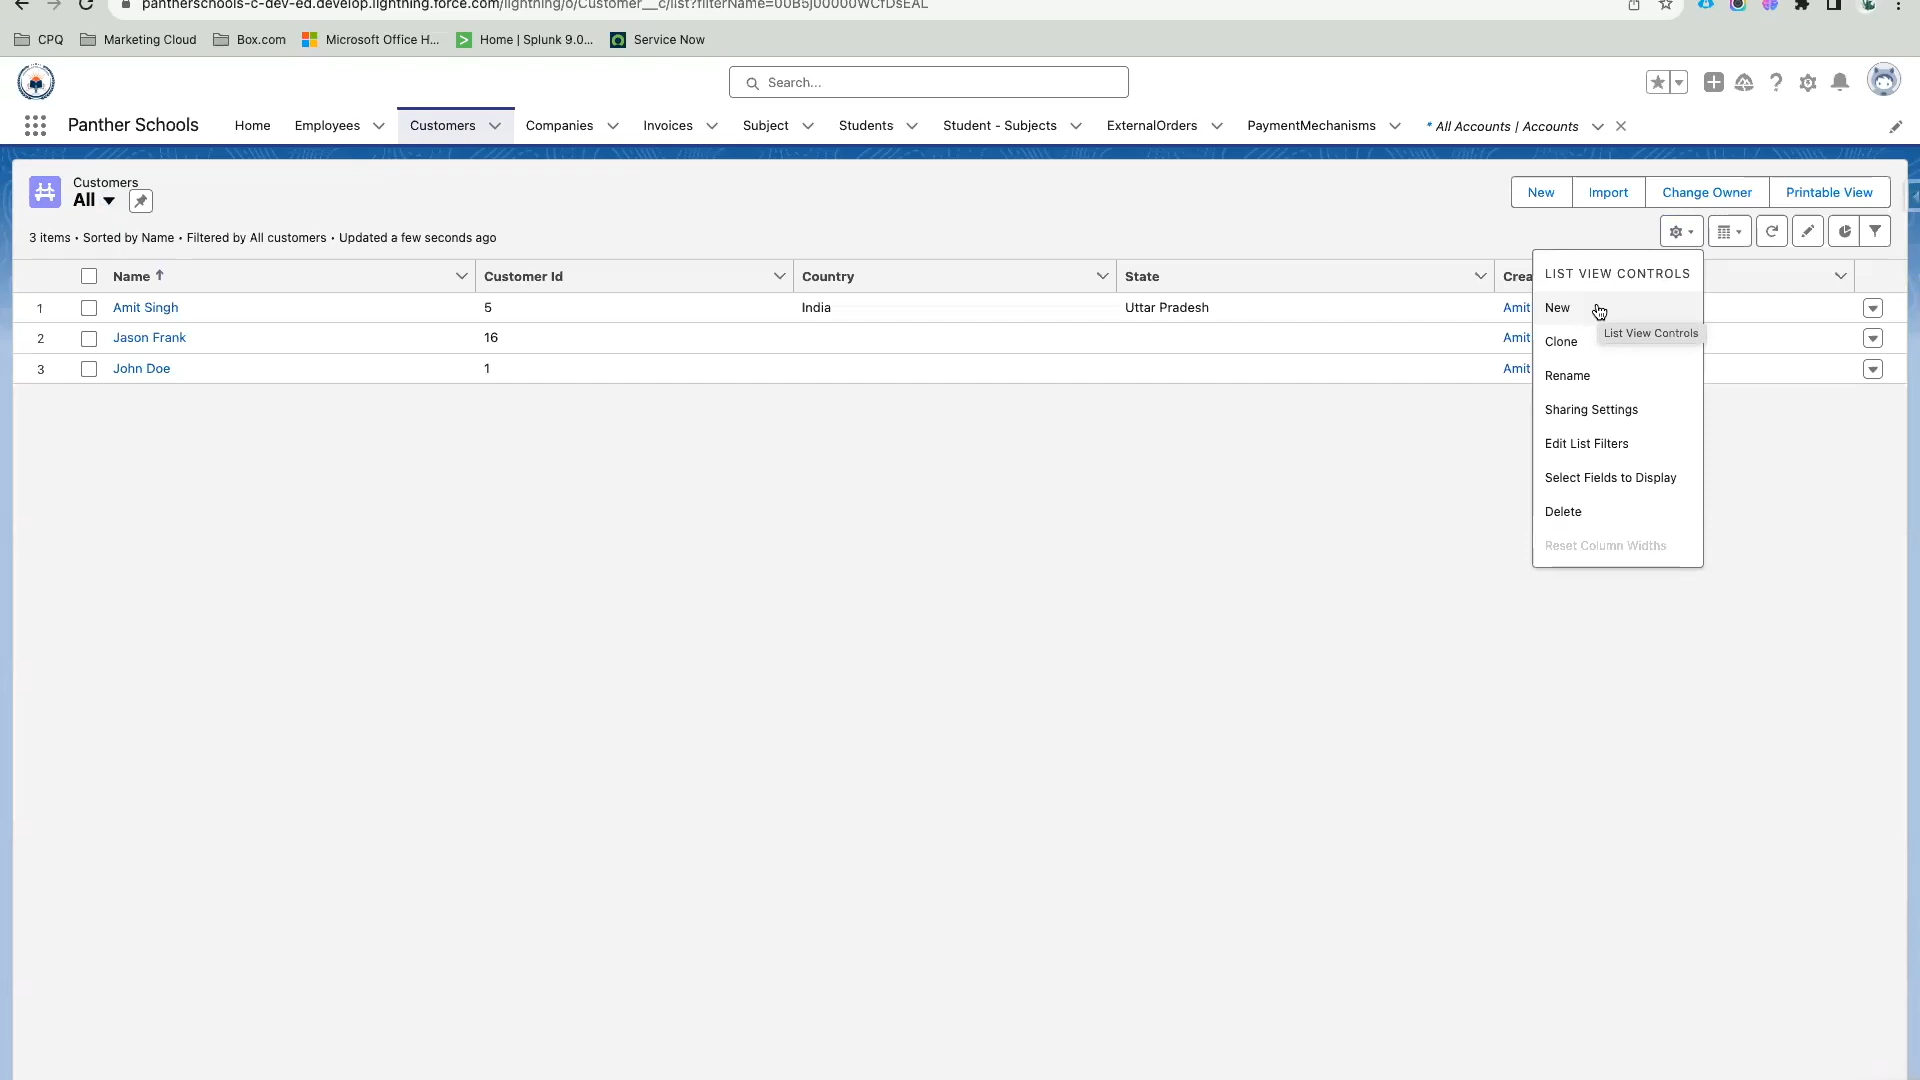 pantherschools-c-dev-ed.develop.lightning.force.com/lightning/o/Customer__c/list?filterName=00B5j00000WCfDsEAL
CPQ Marketing Cloud Box.com Microsoft Office H... Home | Splunk 9.0... Service Now
Search...
Panther Schools Home Employees Customers Companies Invoices Subject Students Student - Subjects ExternalOrders PaymentMechanisms * All Accounts | Accounts
Customers
All
New Import Change Owner Printable View
3 items • Sorted by Name • Filtered by All customers • Updated a few seconds ago
Name Customer Id Country State Crea
1 Amit Singh 5 India Uttar Pradesh Amit
2 Jason Frank 16 Amit
3 John Doe 1 Amit
LIST VIEW CONTROLS
New
List View Controls
Clone
Rename
Sharing Settings
Edit List Filters
Select Fields to Display
Delete
Reset Column Widths